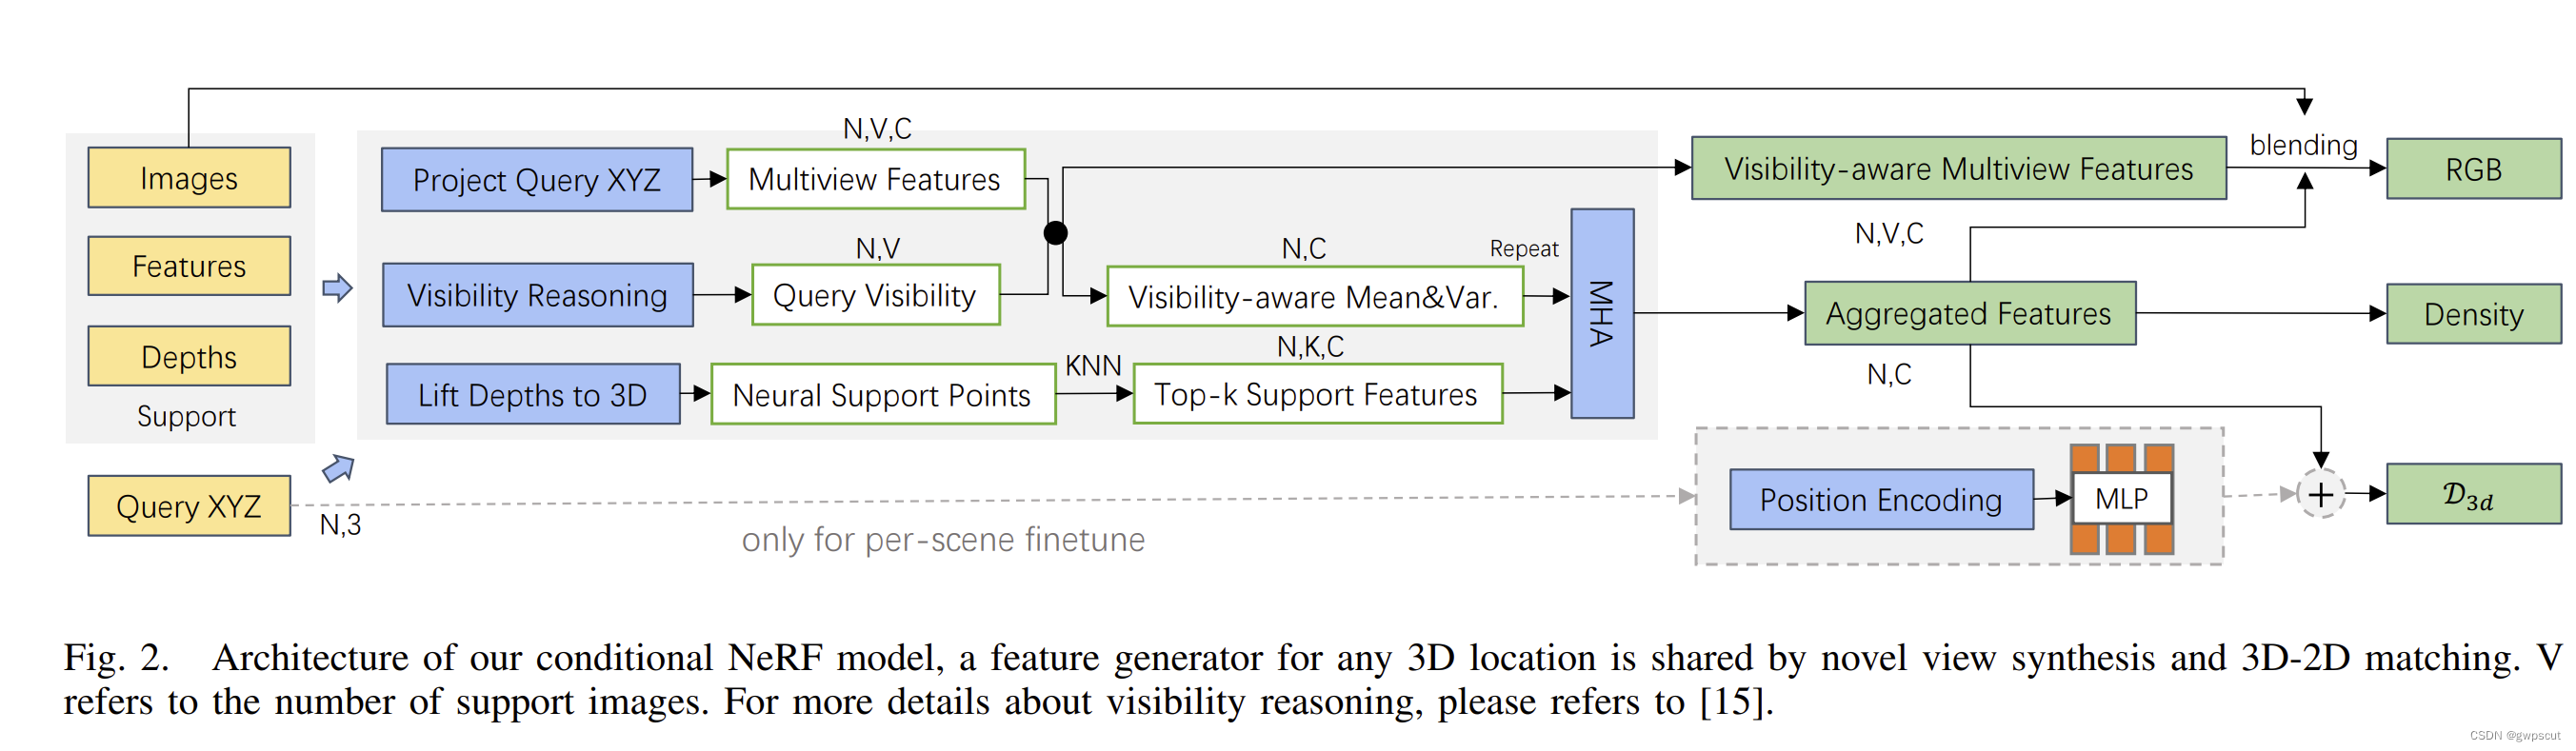 Images
Features
Depths
Support
Query XYZ
N,3
Project Query XYZ
N,V,C
Multiview Features
Visibility Reasoning
N,V
Query Visibility
N,C
Visibility-aware Mean&Var.
Repeat
Lift Depths to 3D
Neural Support Points
KNN
N,K,C
Top-k Support Features
MHA
Visibility-aware Multiview Features
blending
RGB
N,V,C
Aggregated Features
Density
N,C
only for per-scene finetune
Position Encoding
MLP
+
𝒟3d
Fig. 2. Architecture of our conditional NeRF model, a feature generator for any 3D location is shared by novel view synthesis and 3D-2D matching. V
refers to the number of support images. For more details about visibility reasoning, please refers to [15].
CSDN @gwpscut